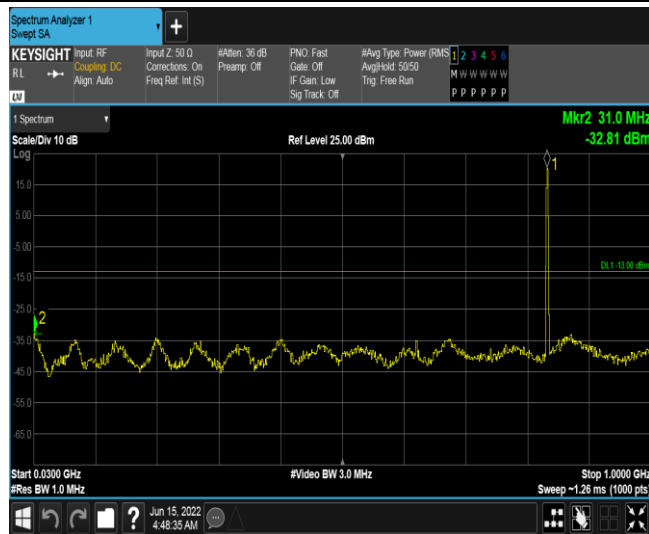 Spectrum Analyzer 1
Swept SA
+
KEYSIGHT
RL
LXI
Input: RF
Coupling: DC
Align: Auto
Input Z: 50 Ω
Corrections: On
Freq Ref: Int (S)
#Atten: 36 dB
Preamp: Off
PNO: Fast
Gate: Off
IF Gain: Low
Sig Track: Off
#Avg Type: Power (RMS
Avg|Hold: 50/50
Trig: Free Run
1 2 3 4 5 6
M W W W W W
P P P P P P
1 Spectrum
Scale/Div 10 dB
Ref Level 25.00 dBm
Mkr2 31.0 MHz
-32.81 dBm
Log
1
15.0
5.00
-5.00
DL1 -13.00 dBm
-15.0
-25.0
2
-35.0
-45.0
-55.0
-65.0
Start 0.0300 GHz
#Video BW 3.0 MHz
Stop 1.0000 GHz
#Res BW 1.0 MHz
Sweep ~1.26 ms (1000 pts)
?
Jun 15, 2022
4:48:35 AM